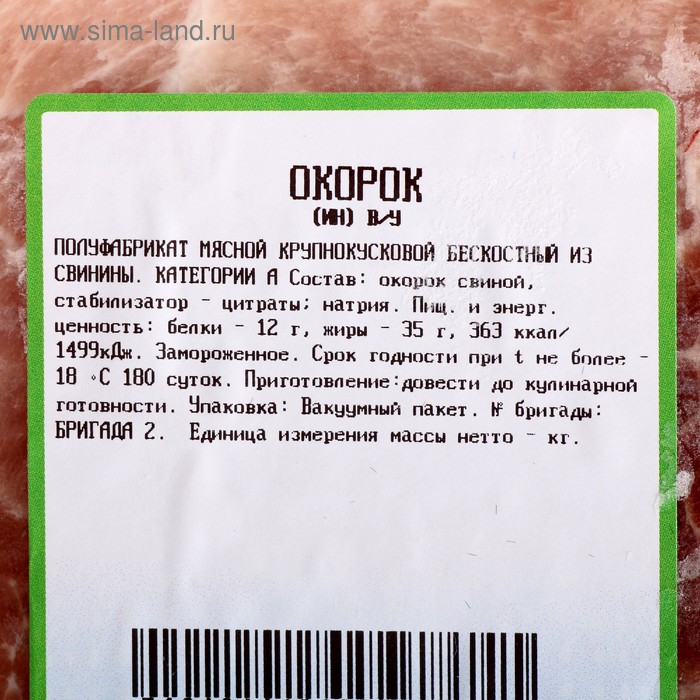 https://www.sima-land.ru
ОКОРОК
(ИН) В/У
ПОЛУФАБРИКАТ МЯСНОЙ КРУПНОКУСКОВОЙ БЕСКОСТНЫЙ ИЗ
СВИНИНЫ. КАТЕГОРИИ А Состав: окорок свиной,
стабилизатор - цитраты; натрия. Пищ. и энерг.
ценность: белки - 12 г, жиры - 35 г, 363 ккал/
1499кДж. Замороженное. Срок годности при t не более -
18 °С 180 суток. Приготовление:довести до кулинарной
готовности. Упаковка: Вакуумный пакет. № бригады:
БРИГАДА 2. Единица измерения массы нетто - кг.